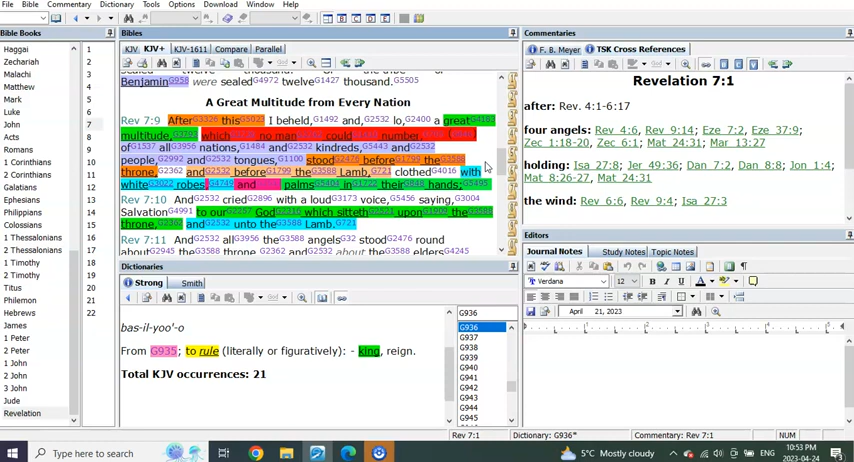 File View Commentary Dictionary Tools Options Download Window Help
Bible Books
Haggai
Zechariah
Malachi
Matthew
Mark
Luke
John
Acts
Romans
1 Corinthians
2 Corinthians
Galatians
Ephesians
Philippians
Colossians
1 Thessalonians
2 Thessalonians
1 Timothy
2 Timothy
Titus
Philemon
Hebrews
James
1 Peter
2 Peter
1 John
2 John
3 John
Jude
Revelation
1
2
3
4
5
6
7
8
9
10
11
12
13
14
15
16
17
18
19
20
21
22
Bibles
KJV KJV+ KJV-1611 Compare Parallel
Benjamin G958 were sealed G4972 twelve G1427 thousand. G5505
A Great Multitude from Every Nation
Rev 7:9 After G3326 this G5023 I beheld, G1492 and, G2532 lo, G2400 a great G4183
multitude, G3793 which no man could number,
of G1537 all G3956 nations, G1484 and G2532 kindreds, G5443 and G2532
people, G2992 and G2532 tongues, G1100 stood G2476 before G1799 the G3588
throne, G2362 and G2532 before G1799 the G3588 Lamb, G721 clothed G4016 with
white G3022 robes, G4749 and palms G5404 in G1722 their G848 hands; G5495
Rev 7:10 And G2532 cried G2896 with a loud G3173 voice, G5456 saying, G3004
Salvation G4991 to our G2257 God G2316 which sitteth G2521 upon G1909 the G3588
throne, G2362 and G2532 unto the G3588 Lamb. G721
Rev 7:11 And G2532 all G3956 the G3588 angels G32 stood G2476 round
about G2945 the G3588 throne, G2362 and G2532 about the G3588 elders G4245
Dictionaries
Strong Smith
bas-il-yoo'-o
From G935; to rule (literally or figuratively): - king, reign.
Total KJV occurrences: 21
G936
G936
G937
G938
G939
G940
G941
G942
G943
G944
G945
Commentaries
F. B. Meyer TSK Cross References
Revelation 7:1
after: Rev. 4:1-6:17
four angels: Rev 4:6, Rev 9:14; Eze 7:2, Eze 37:9;
Zec 1:18-20, Zec 6:1; Mat 24:31; Mar 13:27
holding: Isa 27:8; Jer 49:36; Dan 7:2, Dan 8:8; Jon 1:4;
Mat 8:26-27, Mat 24:31
the wind: Rev 6:6, Rev 9:4; Isa 27:3
Editors
Journal Notes Study Notes Topic Notes
Verdana 12 B I U A
April 21, 2023
Rev 7:1 Dictionary: G936* Commentary: Rev 7:1 NUM
Type here to search 5°C Mostly cloudy ENG 10:53 PM
2023-04-24